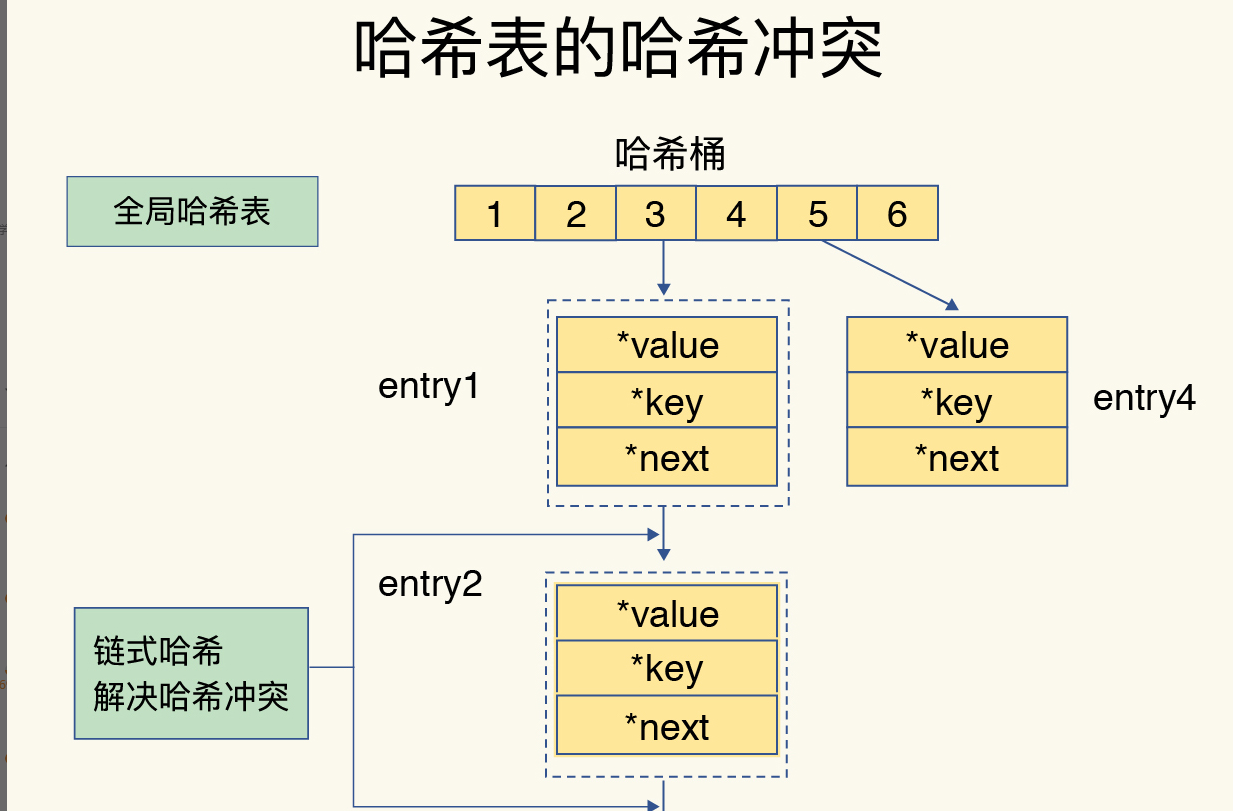 哈希表的哈希冲突
哈希桶
全局哈希表
1 2 3 4 5 6
entry1
*value
*key
*next
*value
*key
*next
entry4
entry2
*value
*key
*next
链式哈希
解决哈希冲突